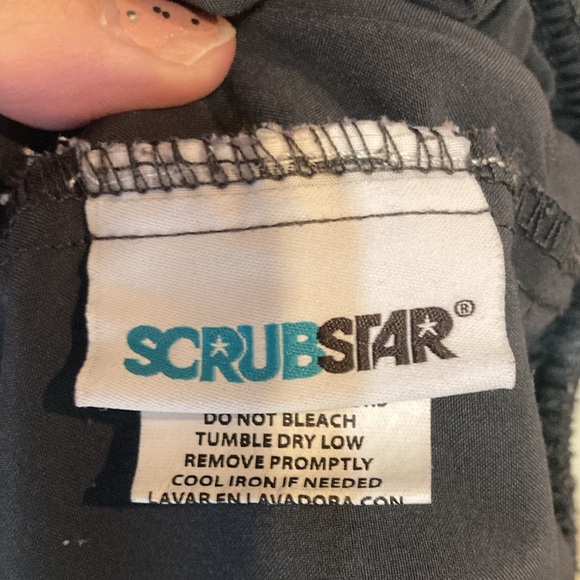 SCRUBSTAR®
DO NOT BLEACH
TUMBLE DRY LOW
REMOVE PROMPTLY
COOL IRON IF NEEDED
LAVAR EN LAVADORA CON